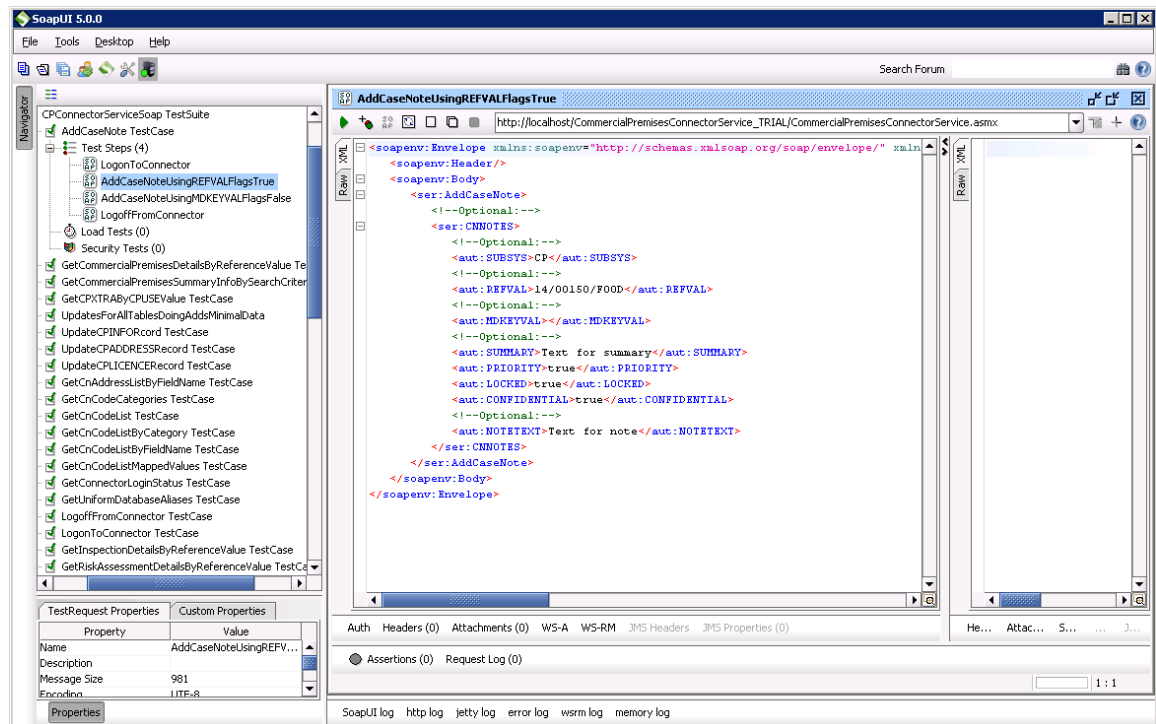 SoapUI 5.0.0
File Tools Desktop Help
Search Forum
Navigator
CPConnectorServiceSoap TestSuite
AddCaseNote TestCase
Test Steps (4)
LogonToConnector
AddCaseNoteUsingREFVALFlagsTrue
AddCaseNoteUsingMDKEYVALFlagsFalse
LogoffFromConnector
Load Tests (0)
Security Tests (0)
GetCommercialPremisesDetailsByReferenceValue Te
GetCommercialPremisesSummaryInfoBySearchCriter
GetCPXTRAByCPUSEValue TestCase
UpdatesForAllTablesDoingAddsMinimalData
UpdateCPINFORcord TestCase
UpdateCPADDRESSRecord TestCase
UpdateCPLICENCERecord TestCase
GetCnAddressListByFieldName TestCase
GetCnCodeCategories TestCase
GetCnCodeList TestCase
GetCnCodeListByCategory TestCase
GetCnCodeListByFieldName TestCase
GetCnCodeListMappedValues TestCase
GetConnectorLoginStatus TestCase
GetUniformDatabaseAliases TestCase
LogoffFromConnector TestCase
LogonToConnector TestCase
GetInspectionDetailsByReferenceValue TestCase
GetRiskAssessmentDetailsByReferenceValue TestCa
TestRequest Properties Custom Properties
Property Value
Name AddCaseNoteUsingREFV...
Description
Message Size 981
Encoding UTF-8
Properties
AddCaseNoteUsingREFVALFlagsTrue
http://localhost/CommercialPremisesConnectorService_TRIAL/CommercialPremisesConnectorService.asmx
XML
Raw
<soapenv:Envelope xmlns:soapenv="http://schemas.xmlsoap.org/soap/envelope/" xmln
<soapenv:Header/>
<soapenv:Body>
<ser:AddCaseNote>
<!--Optional:-->
<ser:CNNOTES>
<!--Optional:-->
<aut:SUBSYS>CP</aut:SUBSYS>
<!--Optional:-->
<aut:REFVAL>14/00150/FOOD</aut:REFVAL>
<!--Optional:-->
<aut:MDKEYVAL></aut:MDKEYVAL>
<!--Optional:-->
<aut:SUMMARY>Text for summary</aut:SUMMARY>
<aut:PRIORITY>true</aut:PRIORITY>
<aut:LOCKED>true</aut:LOCKED>
<aut:CONFIDENTIAL>true</aut:CONFIDENTIAL>
<!--Optional:-->
<aut:NOTETEXT>Text for note</aut:NOTETEXT>
</ser:CNNOTES>
</ser:AddCaseNote>
</soapenv:Body>
</soapenv:Envelope>
XML
Raw
Auth Headers (0) Attachments (0) WS-A WS-RM JMS Headers JMS Properties (0)
He... Attac... S... ... J...
Assertions (0) Request Log (0)
1 : 1
SoapUI log http log jetty log error log wsrm log memory log